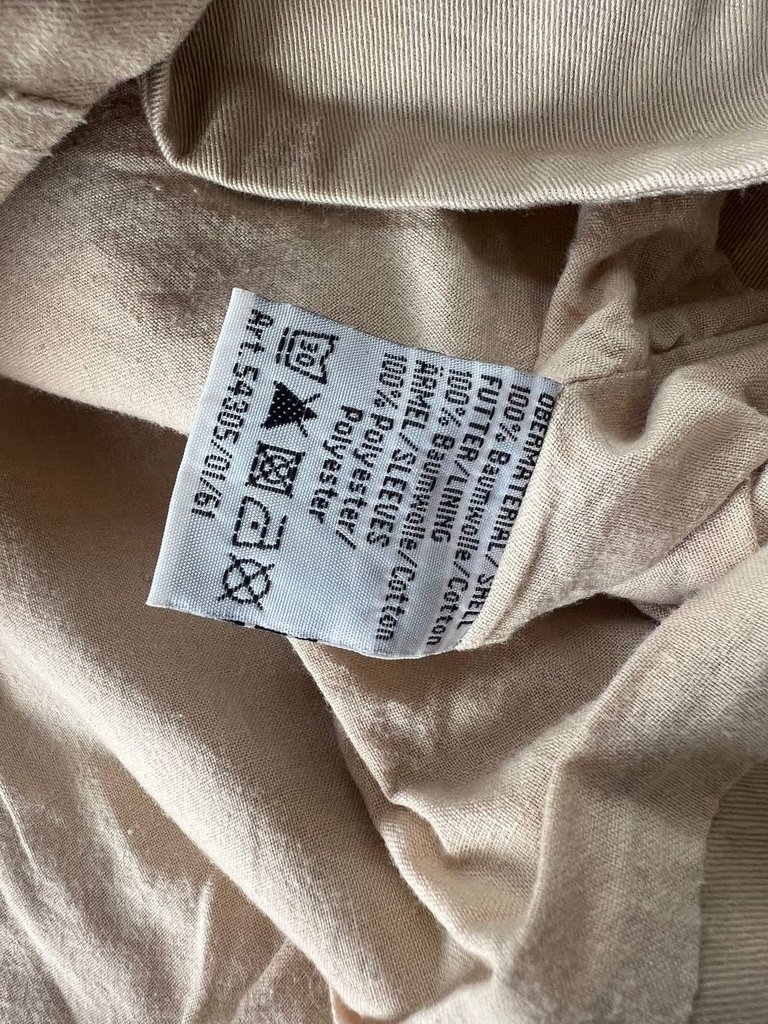 OBERMATERIAL/SHELL
100% Baumwolle/Cotton
FUTTER/LINING
100% Baumwolle/Cotton
ÄRMEL/SLEEVES
100% Polyester/
Polyester
30
Art.54305/01/61